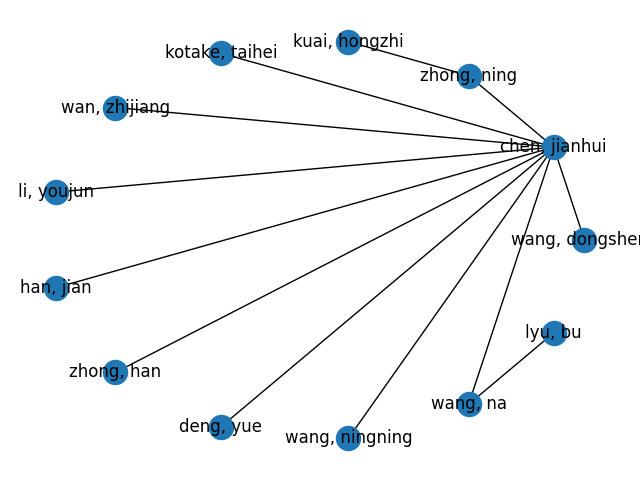 kuai, hongzhi
kotake, taihei
zhong, ning
wan, zhijiang
chen, jianhui
li, youjun
wang, dongsher
han, jian
lyu, bu
zhong, han
wang, na
deng, yue
wang, ningning